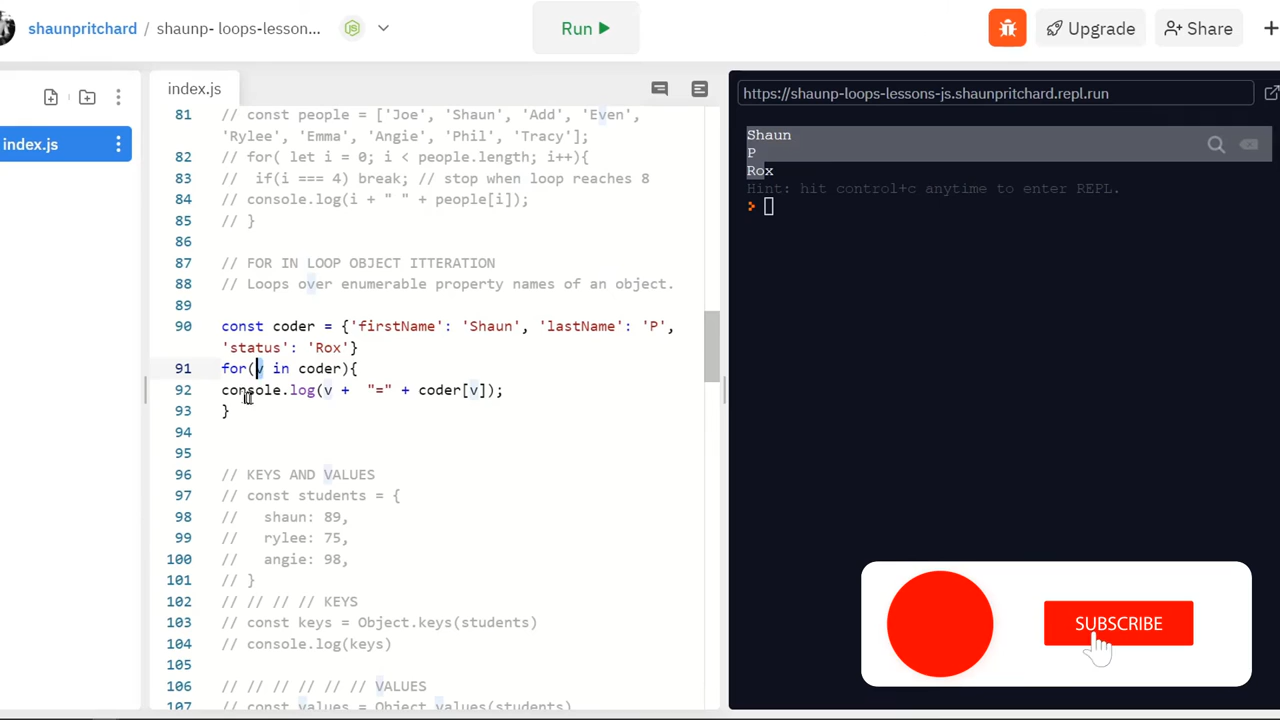 shaunpritchard / shaunp- loops-lesson...
Run
Upgrade
Share
index.js
index.js
81 // const people = ['Joe', 'Shaun', 'Add', 'Even',
'Rylee', 'Emma', 'Angie', 'Phil', 'Tracy'];
82 // for( let i = 0; i < people.length; i++){
83 //  if(i === 4) break; // stop when loop reaches 8
84 // console.log(i + " " + people[i]);
85 // }
86
87 // FOR IN LOOP OBJECT ITTERATION
88 // Loops over enumerable property names of an object.
89
90 const coder = {'firstName': 'Shaun', 'lastName': 'P',
'status': 'Rox'}
91 for(v in coder){
92 console.log(v +  "=" + coder[v]);
93 }
94
95
96 // KEYS AND VALUES
97 // const students = {
98 //   shaun: 89,
99 //   rylee: 75,
100 //   angie: 98,
101 // }
102 // // // // KEYS
103 // const keys = Object.keys(students)
104 // console.log(keys)
105
106 // // // // // // VALUES
107 // const values = Object.values(students)
https://shaunp-loops-lessons-js.shaunpritchard.repl.run
Shaun
P
Rox
Hint: hit control+c anytime to enter REPL.
>
SUBSCRIBE